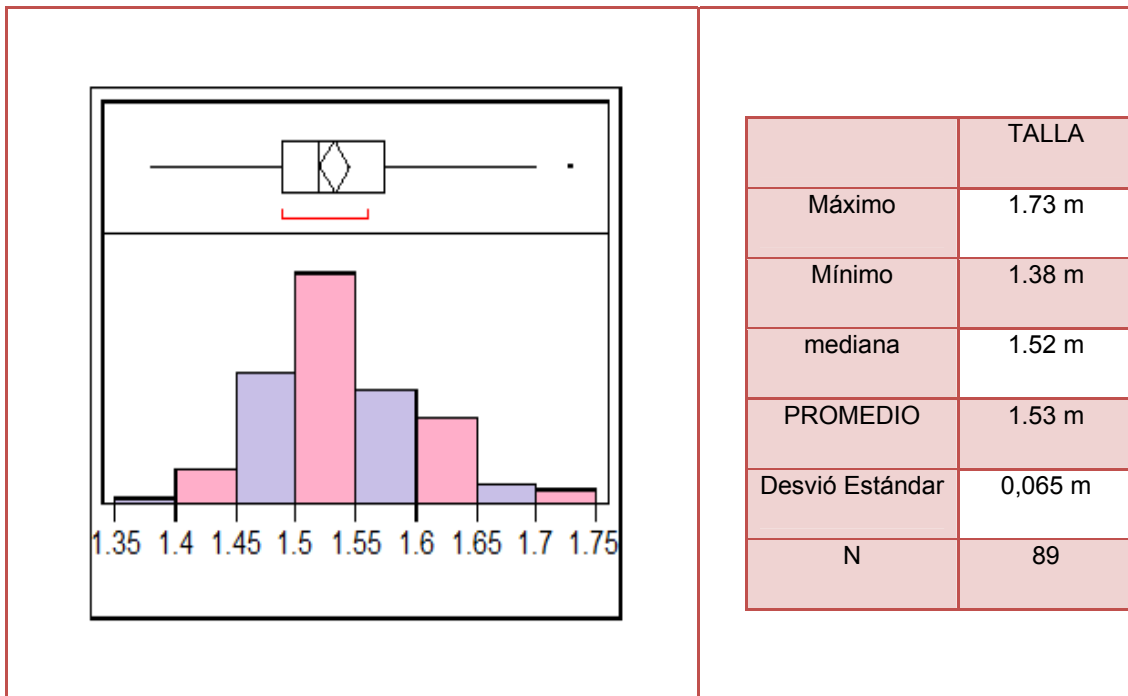 1.35 1.4 1.45 1.5 1.55 1.6 1.65 1.7 1.75
TALLA
Máximo 1.73 m
Mínimo 1.38 m
mediana 1.52 m
PROMEDIO 1.53 m
Desvió Estándar 0,065 m
N 89